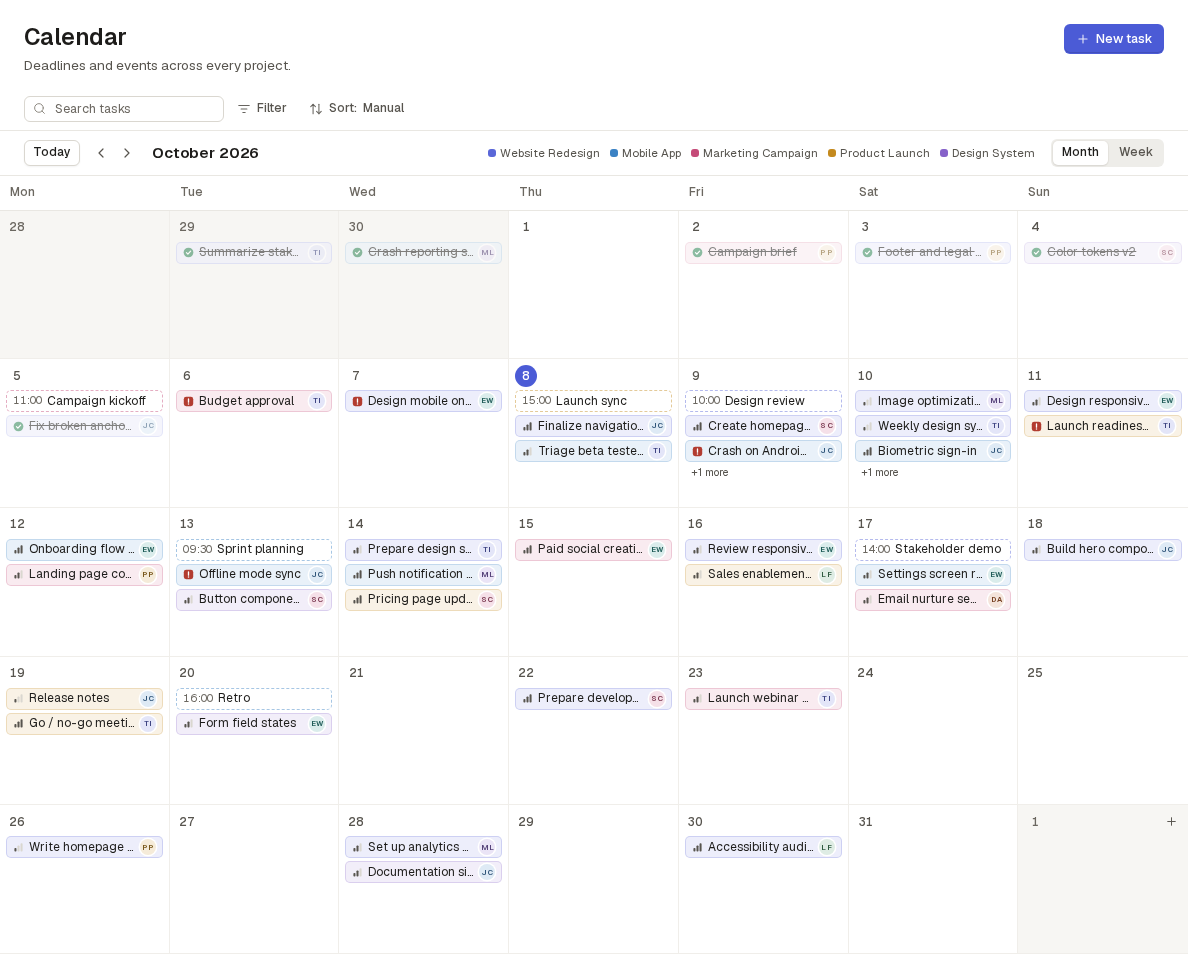 Calendar
Deadlines and events across every project.
New task
Search tasks
Filter
Sort: Manual
Today
October 2026
Website Redesign
Mobile App
Marketing Campaign
Product Launch
Design System
Month
Week
Mon Tue Wed Thu Fri Sat Sun
28
29
Summarize stak… TI
30
Crash reporting s… ML
1
2
Campaign brief PP
3
Footer and legal … PP
4
Color tokens v2 SC
5
11:00 Campaign kickoff
Fix broken ancho… JC
6
Budget approval TI
7
Design mobile on… EW
8
15:00 Launch sync
Finalize navigatio… JC
Triage beta teste… TI
9
10:00 Design review
Create homepag… SC
Crash on Androi… JC
+1 more
10
Image optimizati… ML
Weekly design sy… TI
Biometric sign-in JC
+1 more
11
Design responsiv… EW
Launch readines… TI
12
Onboarding flow … EW
Landing page co… PP
13
09:30 Sprint planning
Offline mode sync JC
Button compone… SC
14
Prepare design s… TI
Push notification … ML
Pricing page upd… SC
15
Paid social creati… EW
16
Review responsiv… EW
Sales enablemen… LF
17
14:00 Stakeholder demo
Settings screen r… EW
Email nurture se… DA
18
Build hero compo… JC
19
Release notes JC
Go / no-go meeti… TI
20
16:00 Retro
Form field states EW
21
22
Prepare develop… SC
23
Launch webinar … TI
24
25
26
Write homepage … PP
27
28
Set up analytics … ML
Documentation si… JC
29
30
Accessibility audi… LF
31
1